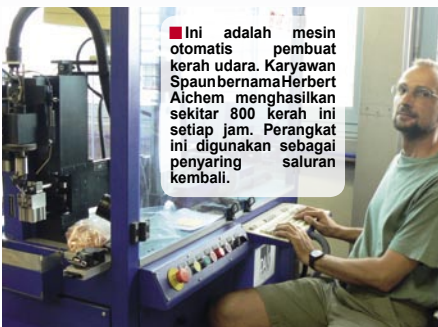 Ini adalah mesin
otomatis pembuat
kerah udara. Karyawan
Spaun bernama Herbert
Aichem menghasilkan
sekitar 800 kerah ini
setiap jam. Perangkat
ini digunakan sebagai
penyaring saluran
kembali.